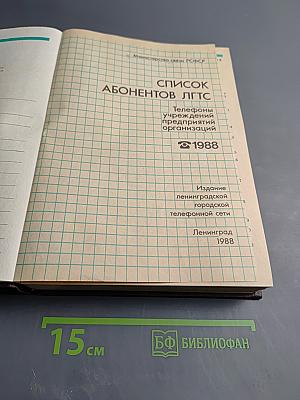 Министерство связи РСФСР
СПИСОК
АБОНЕНТОВ ЛГТС
Телефоны
учреждений
предприятий
организаций
☎1988
Издание
ленинградской
городской
телефонной сети
Ленинград
1988
15 см
БФ БИБЛИОФАН